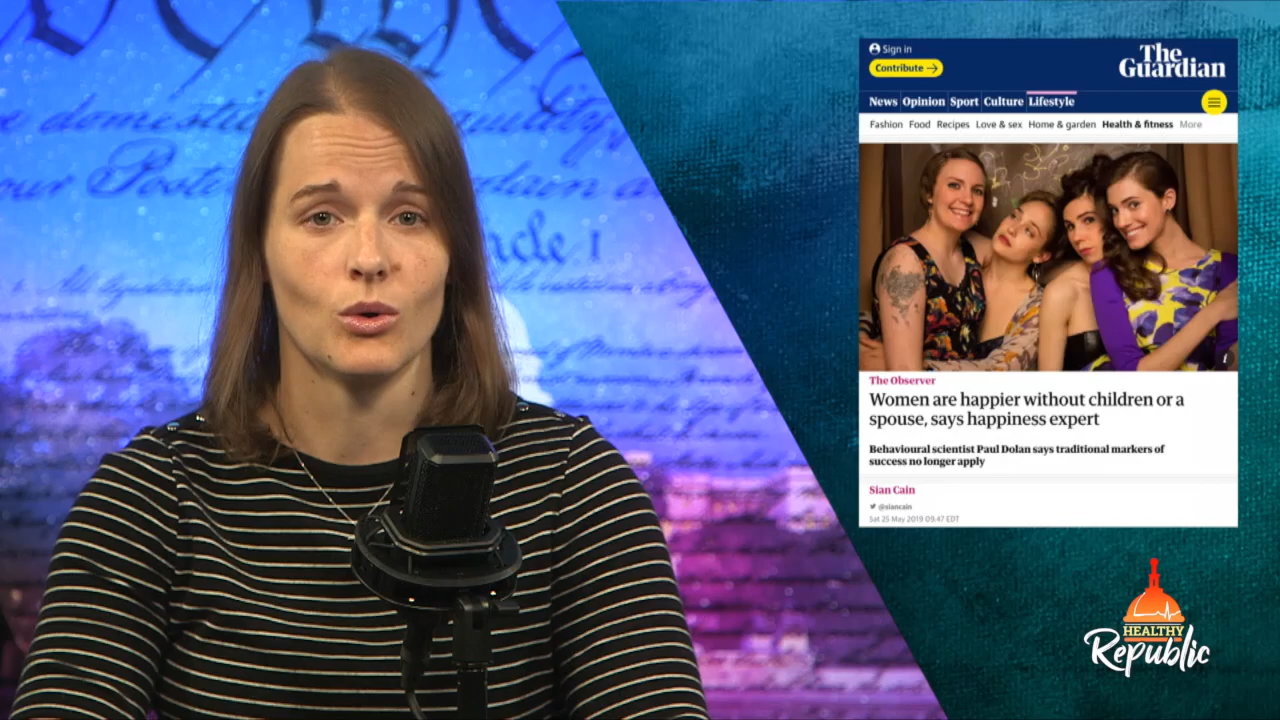 our Poste
Sign in
Contribute →
The
Guardian
News Opinion Sport Culture Lifestyle
Fashion Food Recipes Love & sex Home & garden Health & fitness More
The Observer
Women are happier without children or a
spouse, says happiness expert
Behavioural scientist Paul Dolan says traditional markers of
success no longer apply
Sian Cain
@siancain
Sat 25 May 2019 09.47 EDT
HEALTHY
Republic